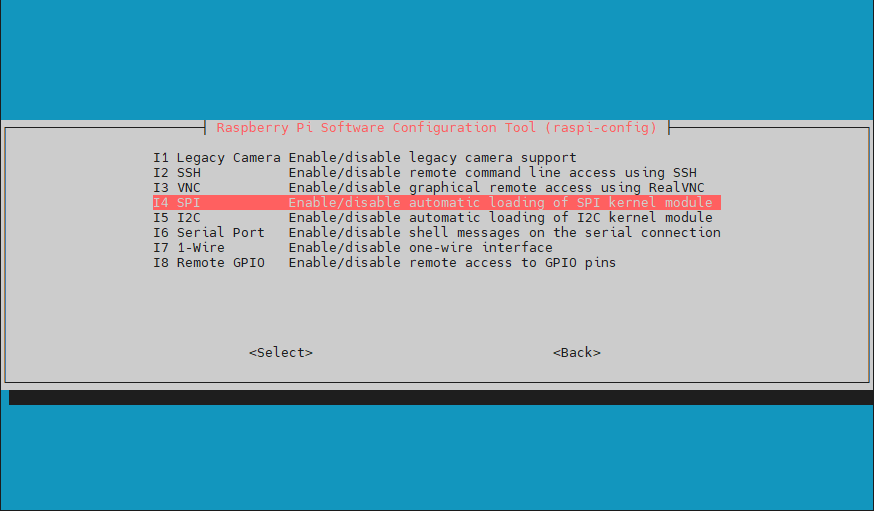 Raspberry Pi Software Configuration Tool (raspi-config)
I1 Legacy Camera Enable/disable legacy camera support
I2 SSH Enable/disable remote command line access using SSH
I3 VNC Enable/disable graphical remote access using RealVNC
I4 SPI Enable/disable automatic loading of SPI kernel module
I5 I2C Enable/disable automatic loading of I2C kernel module
I6 Serial Port Enable/disable shell messages on the serial connection
I7 1-Wire Enable/disable one-wire interface
I8 Remote GPIO Enable/disable remote access to GPIO pins
<Select> <Back>